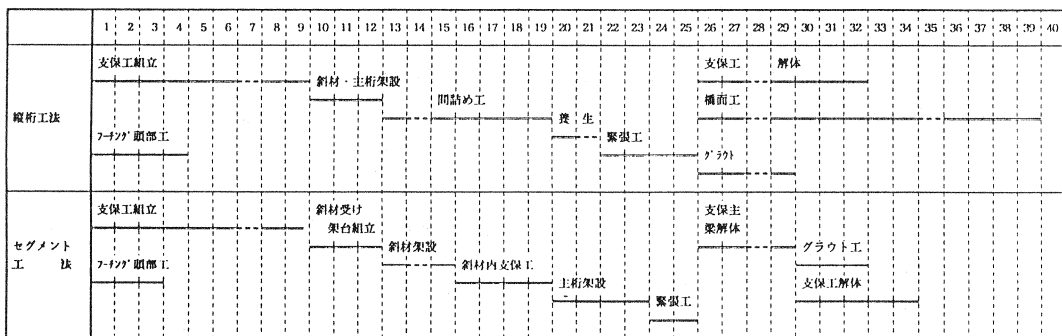 1 2 3 4 5 6 7 8 9 10 11 12 13 14 15 16 17 18 19 20 21 22 23 24 25 26 27 28 29 30 31 32 33 34 35 36 37 38 39 40
縦桁工法
支保工組立
斜材・主桁架設
間詰め工
養 生
緊張工
支保工 解体
橋面工
グラウト
フーチング頭部工
セグメント
工 法
支保工組立
フーチング頭部工
斜材受け
架台組立
斜材架設
斜材内支保工
主桁架設
緊張工
支保主
梁解体
グラウト工
支保工解体